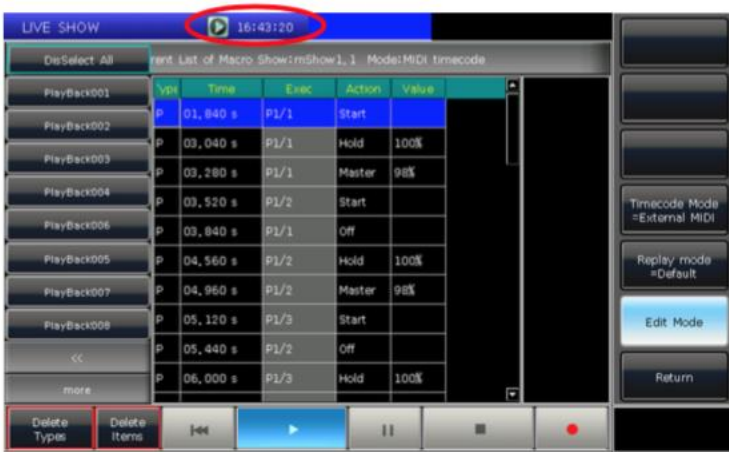 LIVE SHOW
16:43:20
DisSelect All
rent List of Macro Show:mShow1, 1 Mode:MIDI timecode
Type Time Exec Action Value
PlayBack001
PlayBack002
PlayBack003
PlayBack004
PlayBack006
PlayBack005
PlayBack007
PlayBack008
<<
more
P 01,840 s P1/1 Start
P 03,040 s P1/1 Hold 100%
P 03,280 s P1/1 Master 98%
P 03,520 s P1/2 Start
P 03,840 s P1/1 Off
P 04,560 s P1/2 Hold 100%
P 04,960 s P1/2 Master 98%
P 05,120 s P1/3 Start
P 05,440 s P1/2 Off
P 06,000 s P1/3 Hold 100%
Timecode Mode
=External MIDI
Replay mode
=Default
Edit Mode
Return
Delete
Types
Delete
Items